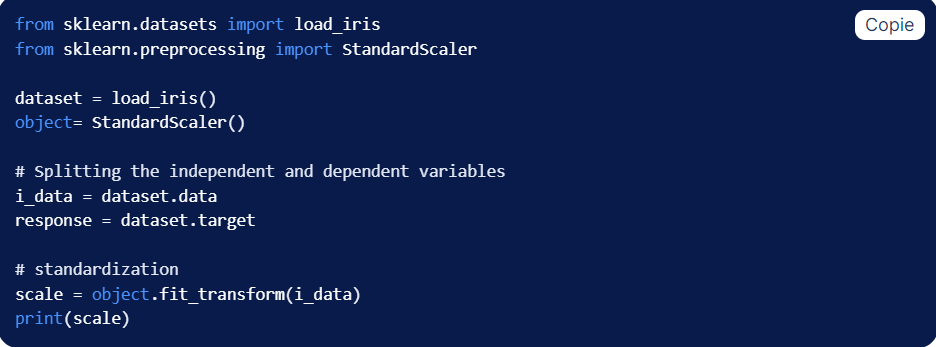 from sklearn.datasets import load_iris
Copie
from sklearn.preprocessing import StandardScaler
dataset = load_iris()
object= StandardScaler()
# Splitting the independent and dependent variables
i_data = dataset.data
response = dataset.target
# standardization
scale = object.fit_transform(i_data)
print(scale)